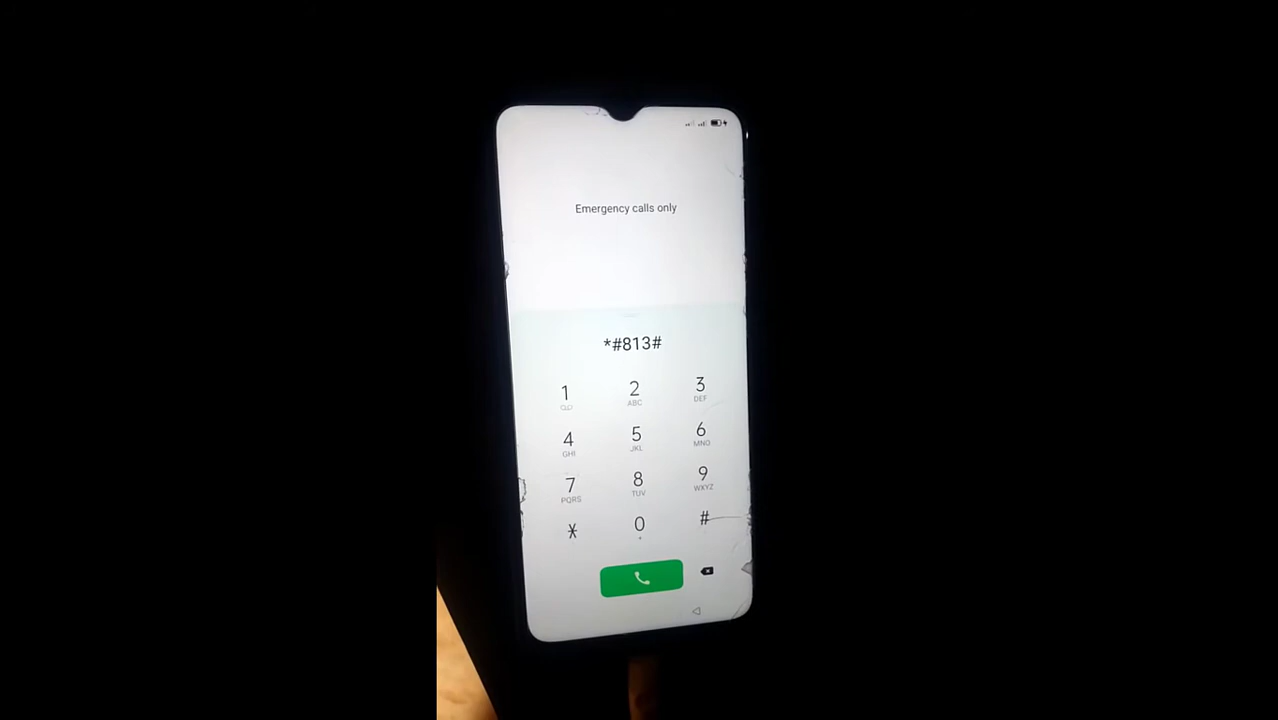 Emergency calls only
*#813#
1 2 3
ABC DEF
4 5 6
GHI JKL MNO
7 8 9
PQRS TUV WXYZ
* 0 #
+